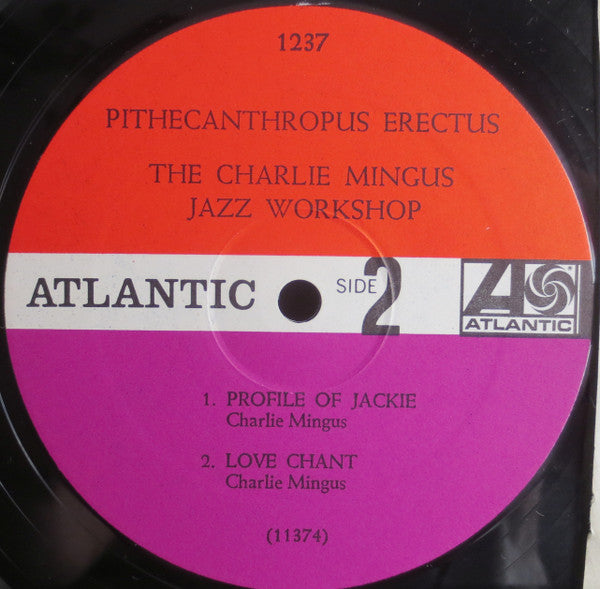 1237
PITHECANTHROPUS ERECTUS
THE CHARLIE MINGUS
JAZZ WORKSHOP
ATLANTIC
SIDE 2
A
ATLANTIC
1. PROFILE OF JACKIE
Charlie Mingus
2. LOVE CHANT
Charlie Mingus
(11374)